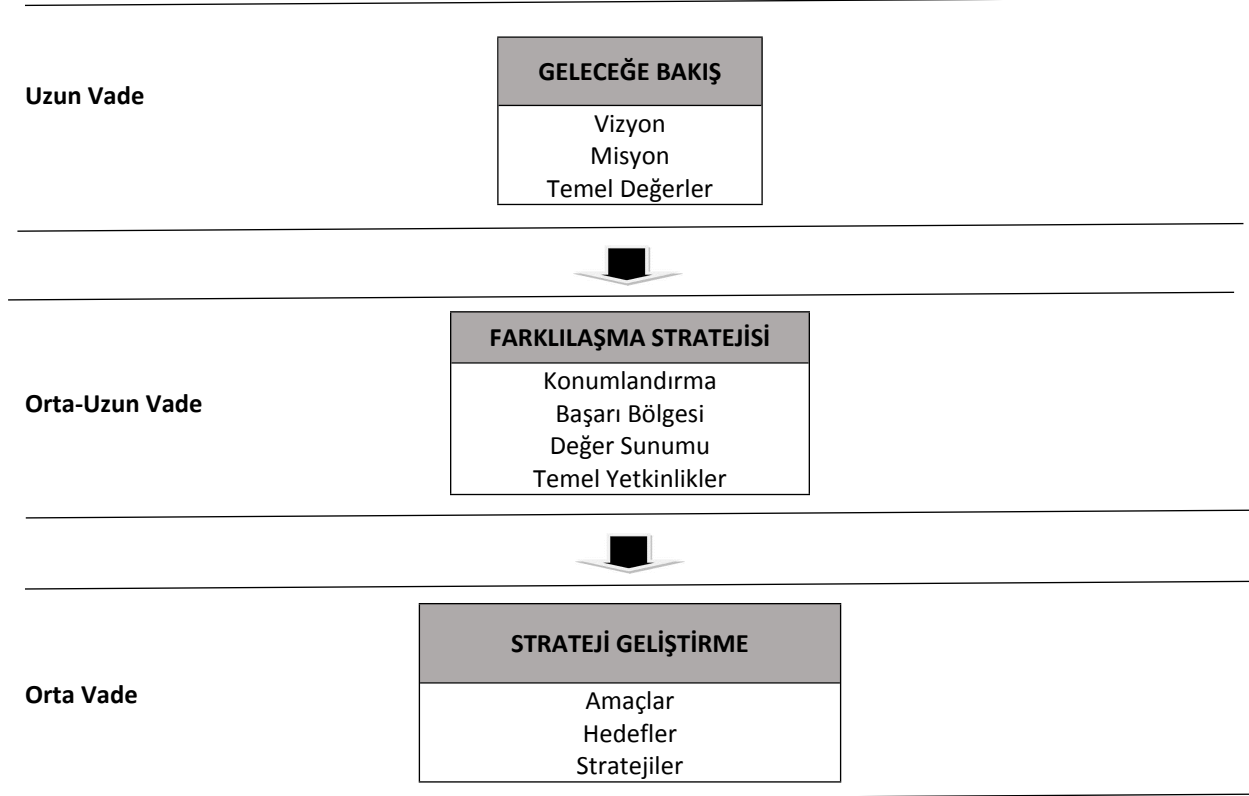 GELECEĞE BAKIŞ
Uzun Vade
Vizyon
Misyon
Temel Değerler
FARKLILAŞMA STRATEJİSİ
Orta-Uzun Vade
Konumlandırma
Başarı Bölgesi
Değer Sunumu
Temel Yetkinlikler
STRATEJİ GELİŞTİRME
Orta Vade
Amaçlar
Hedefler
Stratejiler